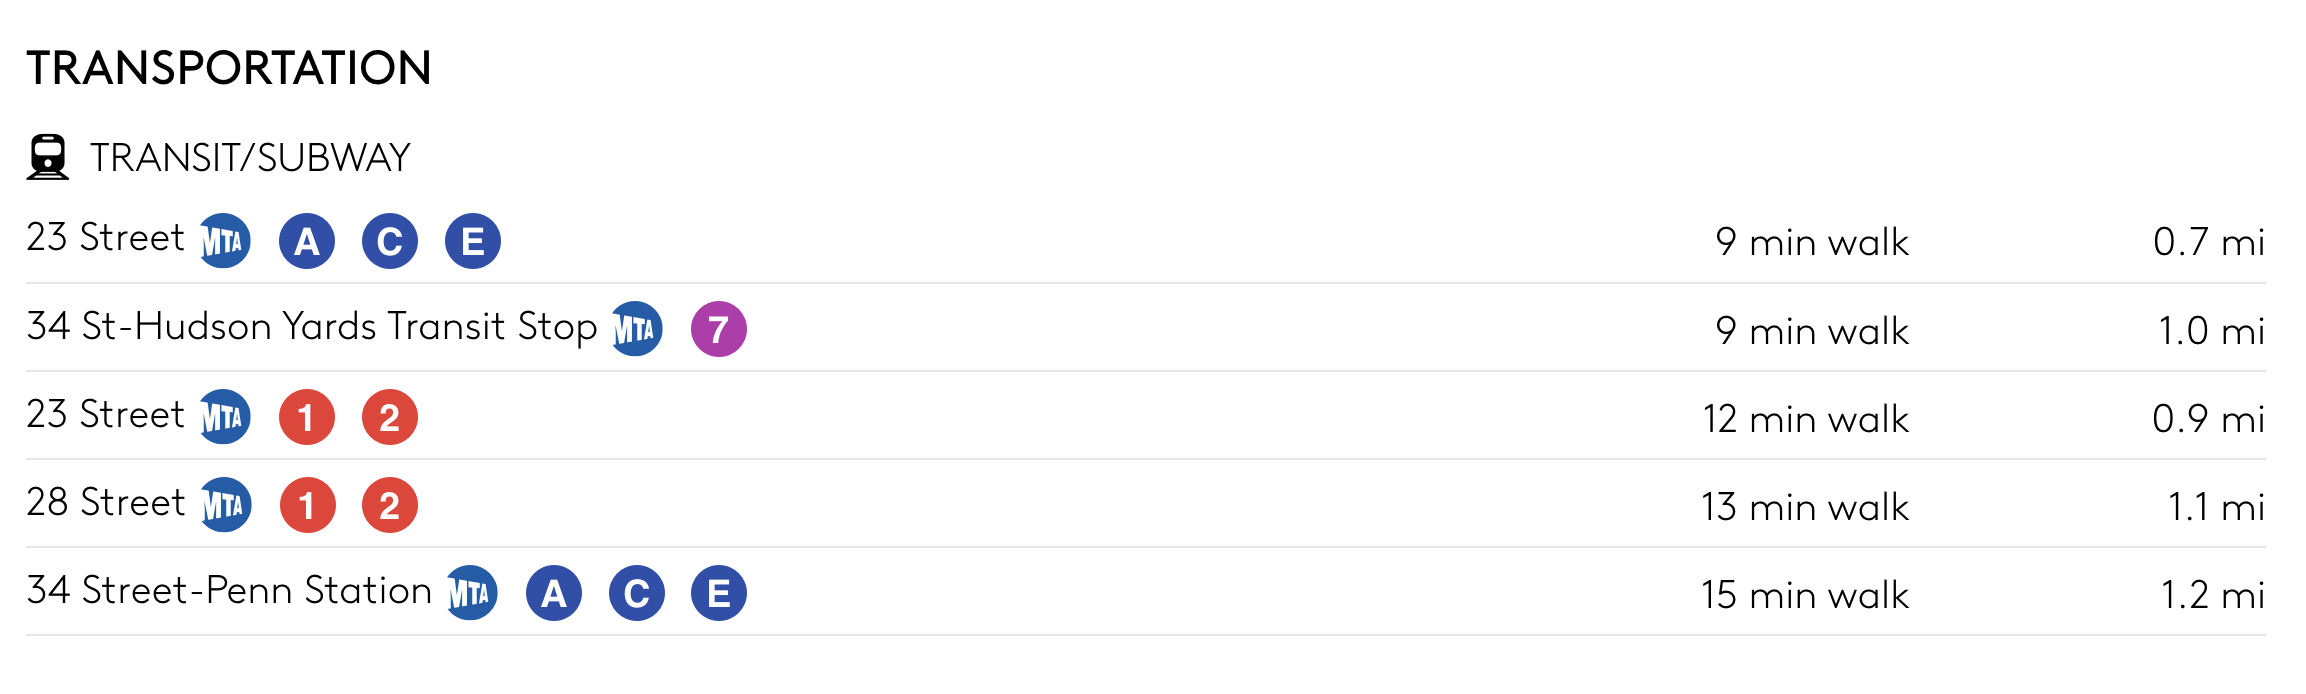 TRANSPORTATION
TRANSIT/SUBWAY
23 Street MTA A C E 9 min walk 0.7 mi
34 St-Hudson Yards Transit Stop MTA 7 9 min walk 1.0 mi
23 Street MTA 1 2 12 min walk 0.9 mi
28 Street MTA 1 2 13 min walk 1.1 mi
34 Street-Penn Station MTA A C E 15 min walk 1.2 mi